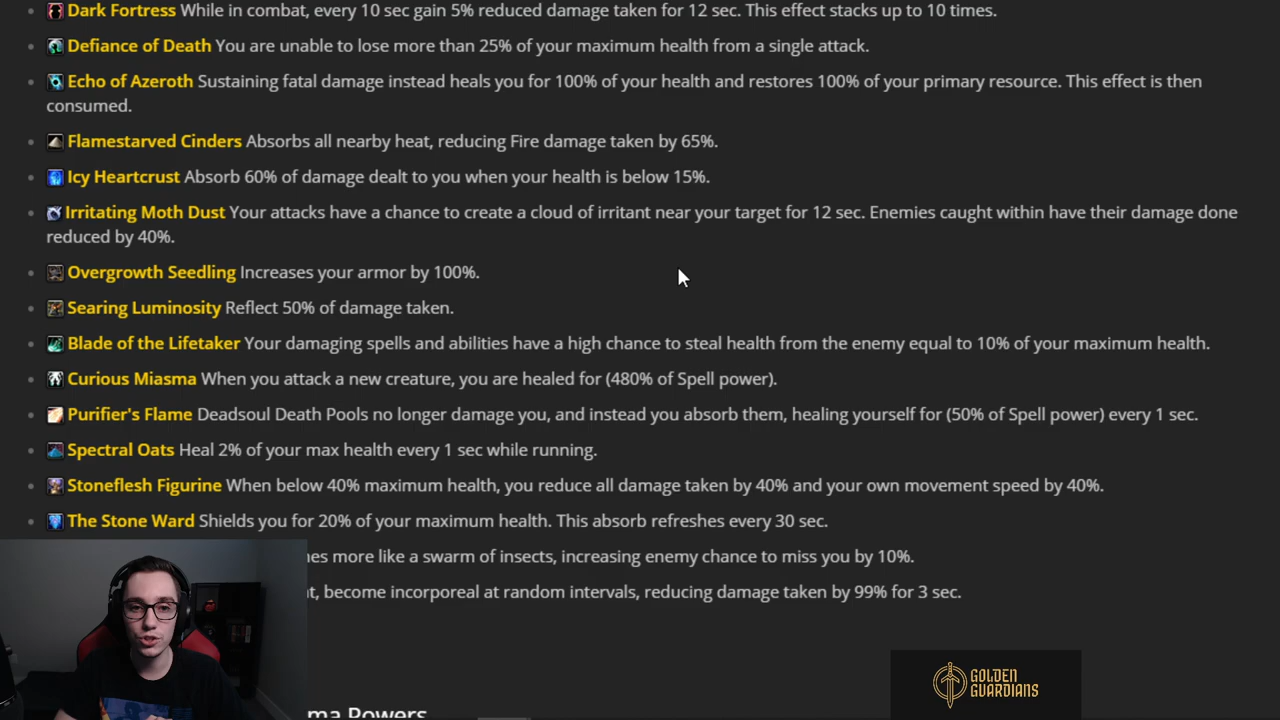 Dark Fortress While in combat, every 10 sec gain 5% reduced damage taken for 12 sec. This effect stacks up to 10 times.
Defiance of Death You are unable to lose more than 25% of your maximum health from a single attack.
Echo of Azeroth Sustaining fatal damage instead heals you for 100% of your health and restores 100% of your primary resource. This effect is then
consumed.
Flamestarved Cinders Absorbs all nearby heat, reducing Fire damage taken by 65%.
Icy Heartcrust Absorb 60% of damage dealt to you when your health is below 15%.
Irritating Moth Dust Your attacks have a chance to create a cloud of irritant near your target for 12 sec. Enemies caught within have their damage done
reduced by 40%.
Overgrowth Seedling Increases your armor by 100%.
Searing Luminosity Reflect 50% of damage taken.
Blade of the Lifetaker Your damaging spells and abilities have a high chance to steal health from the enemy equal to 10% of your maximum health.
Curious Miasma When you attack a new creature, you are healed for (480% of Spell power).
Purifier's Flame Deadsoul Death Pools no longer damage you, and instead you absorb them, healing yourself for (50% of Spell power) every 1 sec.
Spectral Oats Heal 2% of your max health every 1 sec while running.
Stoneflesh Figurine When below 40% maximum health, you reduce all damage taken by 40% and your own movement speed by 40%.
The Stone Ward Shields you for 20% of your maximum health. This absorb refreshes every 30 sec.
more like a swarm of insects, increasing enemy chance to miss you by 10%.
become incorporeal at random intervals, reducing damage taken by 99% for 3 sec.
Powers
GOLDEN
GUARDIANS